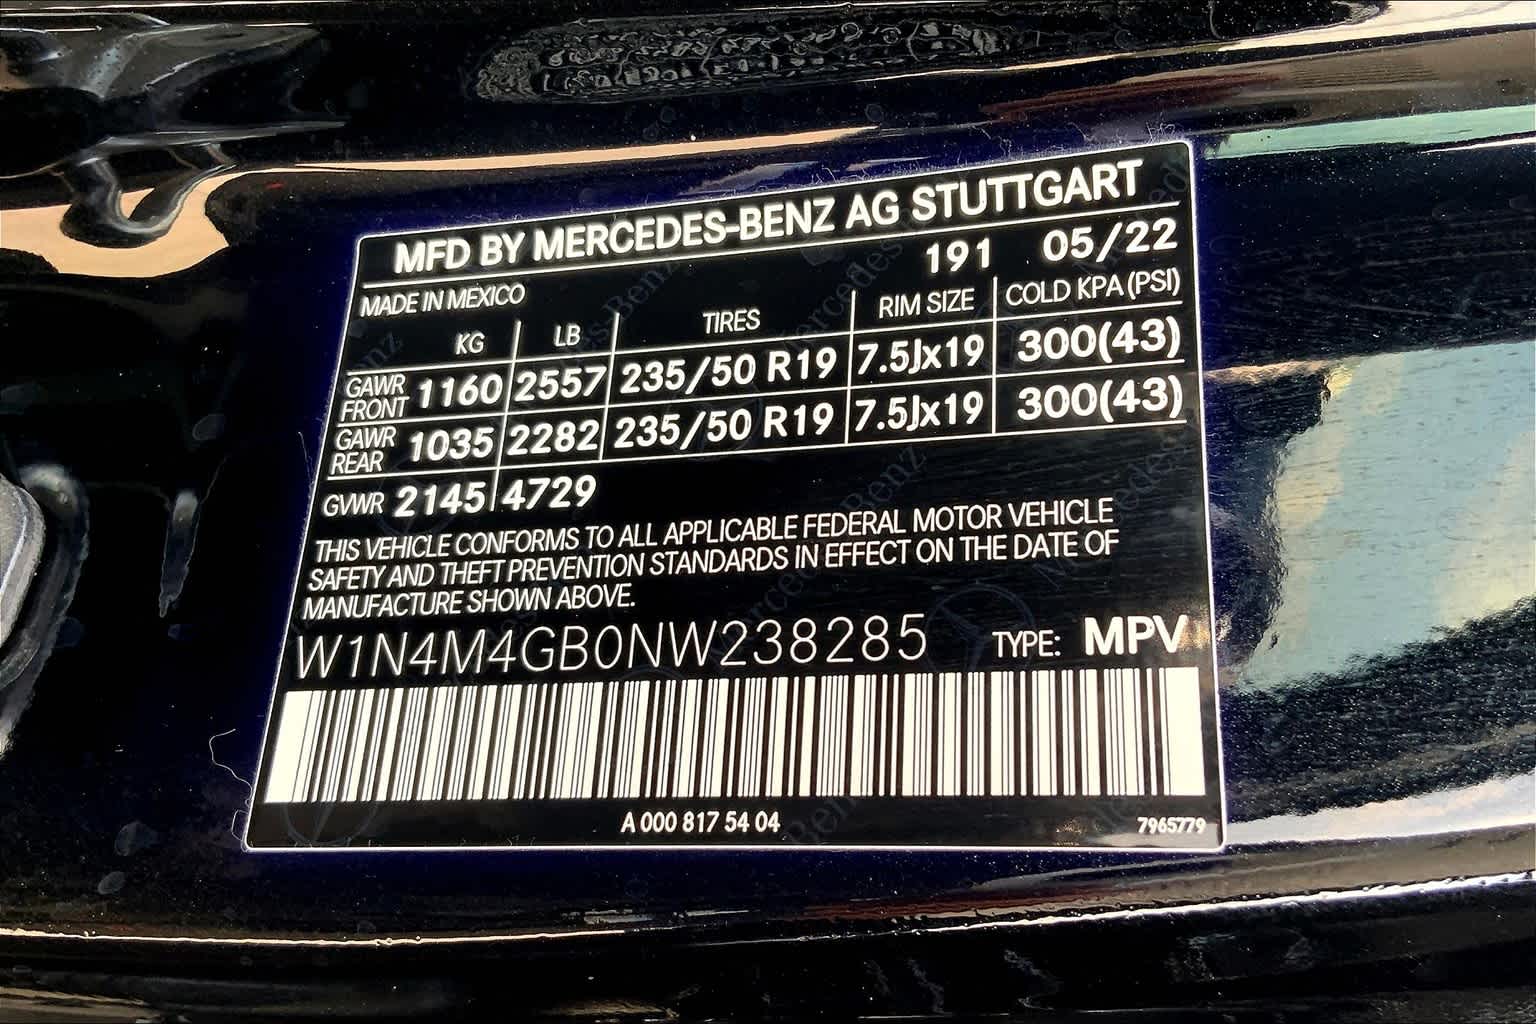 MFD BY MERCEDES-BENZ AG STUTTGART
191 05/22
MADE IN MEXICO
KG LB TIRES RIM SIZE COLD KPA (PSI)
GAWR FRONT 1160 2557 235/50 R19 7.5Jx19 300(43)
GAWR REAR 1035 2282 235/50 R19 7.5Jx19 300(43)
GVWR 2145 4729
THIS VEHICLE CONFORMS TO ALL APPLICABLE FEDERAL MOTOR VEHICLE
SAFETY AND THEFT PREVENTION STANDARDS IN EFFECT ON THE DATE OF
MANUFACTURE SHOWN ABOVE.
W1N4M4GB0NW238285 TYPE: MPV
A 000 817 54 04 7965779